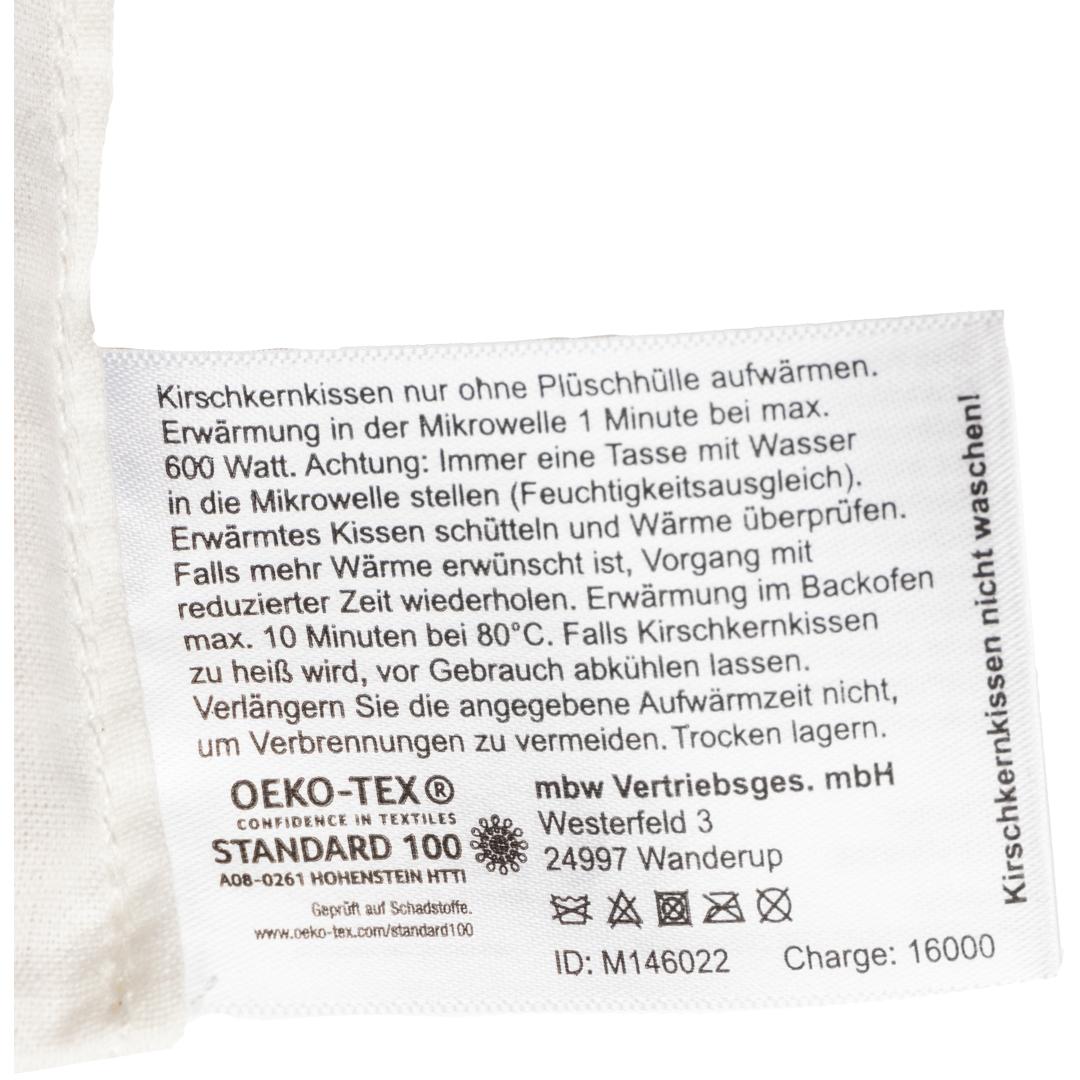 Kirschkernkissen nur ohne Plüschhülle aufwärmen.
Erwärmung in der Mikrowelle 1 Minute bei max.
600 Watt. Achtung: Immer eine Tasse mit Wasser
in die Mikrowelle stellen (Feuchtigkeitsausgleich).
Erwärmtes Kissen schütteln und Wärme überprüfen.
Falls mehr Wärme erwünscht ist, Vorgang mit
reduzierter Zeit wiederholen. Erwärmung im Backofen
max. 10 Minuten bei 80°C. Falls Kirschkernkissen
zu heiß wird, vor Gebrauch abkühlen lassen.
Verlängern Sie die angegebene Aufwärmzeit nicht,
um Verbrennungen zu vermeiden. Trocken lagern.
OEKO-TEX®
CONFIDENCE IN TEXTILES
STANDARD 100
A08-0261 HOHENSTEIN HTTI
Geprüft auf Schadstoffe.
www.oeko-tex.com/standard100
mbw Vertriebsges. mbH
Westerfeld 3
24997 Wanderup
ID: M146022 Charge: 16000
Kirschkernkissen nicht waschen!